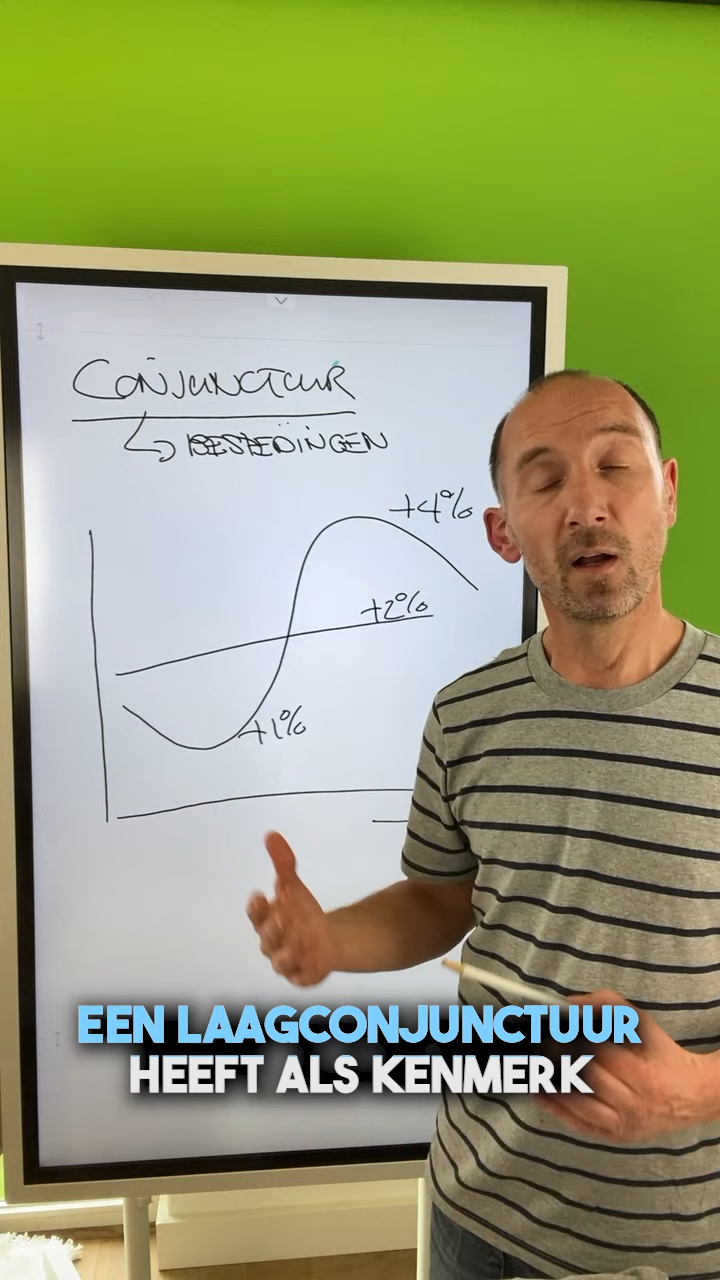 CONJUNCTUUR
BESTEDINGEN
+4%
+2%
+1%
EEN LAAGCONJUNCTUUR
HEEFT ALS KENMERK